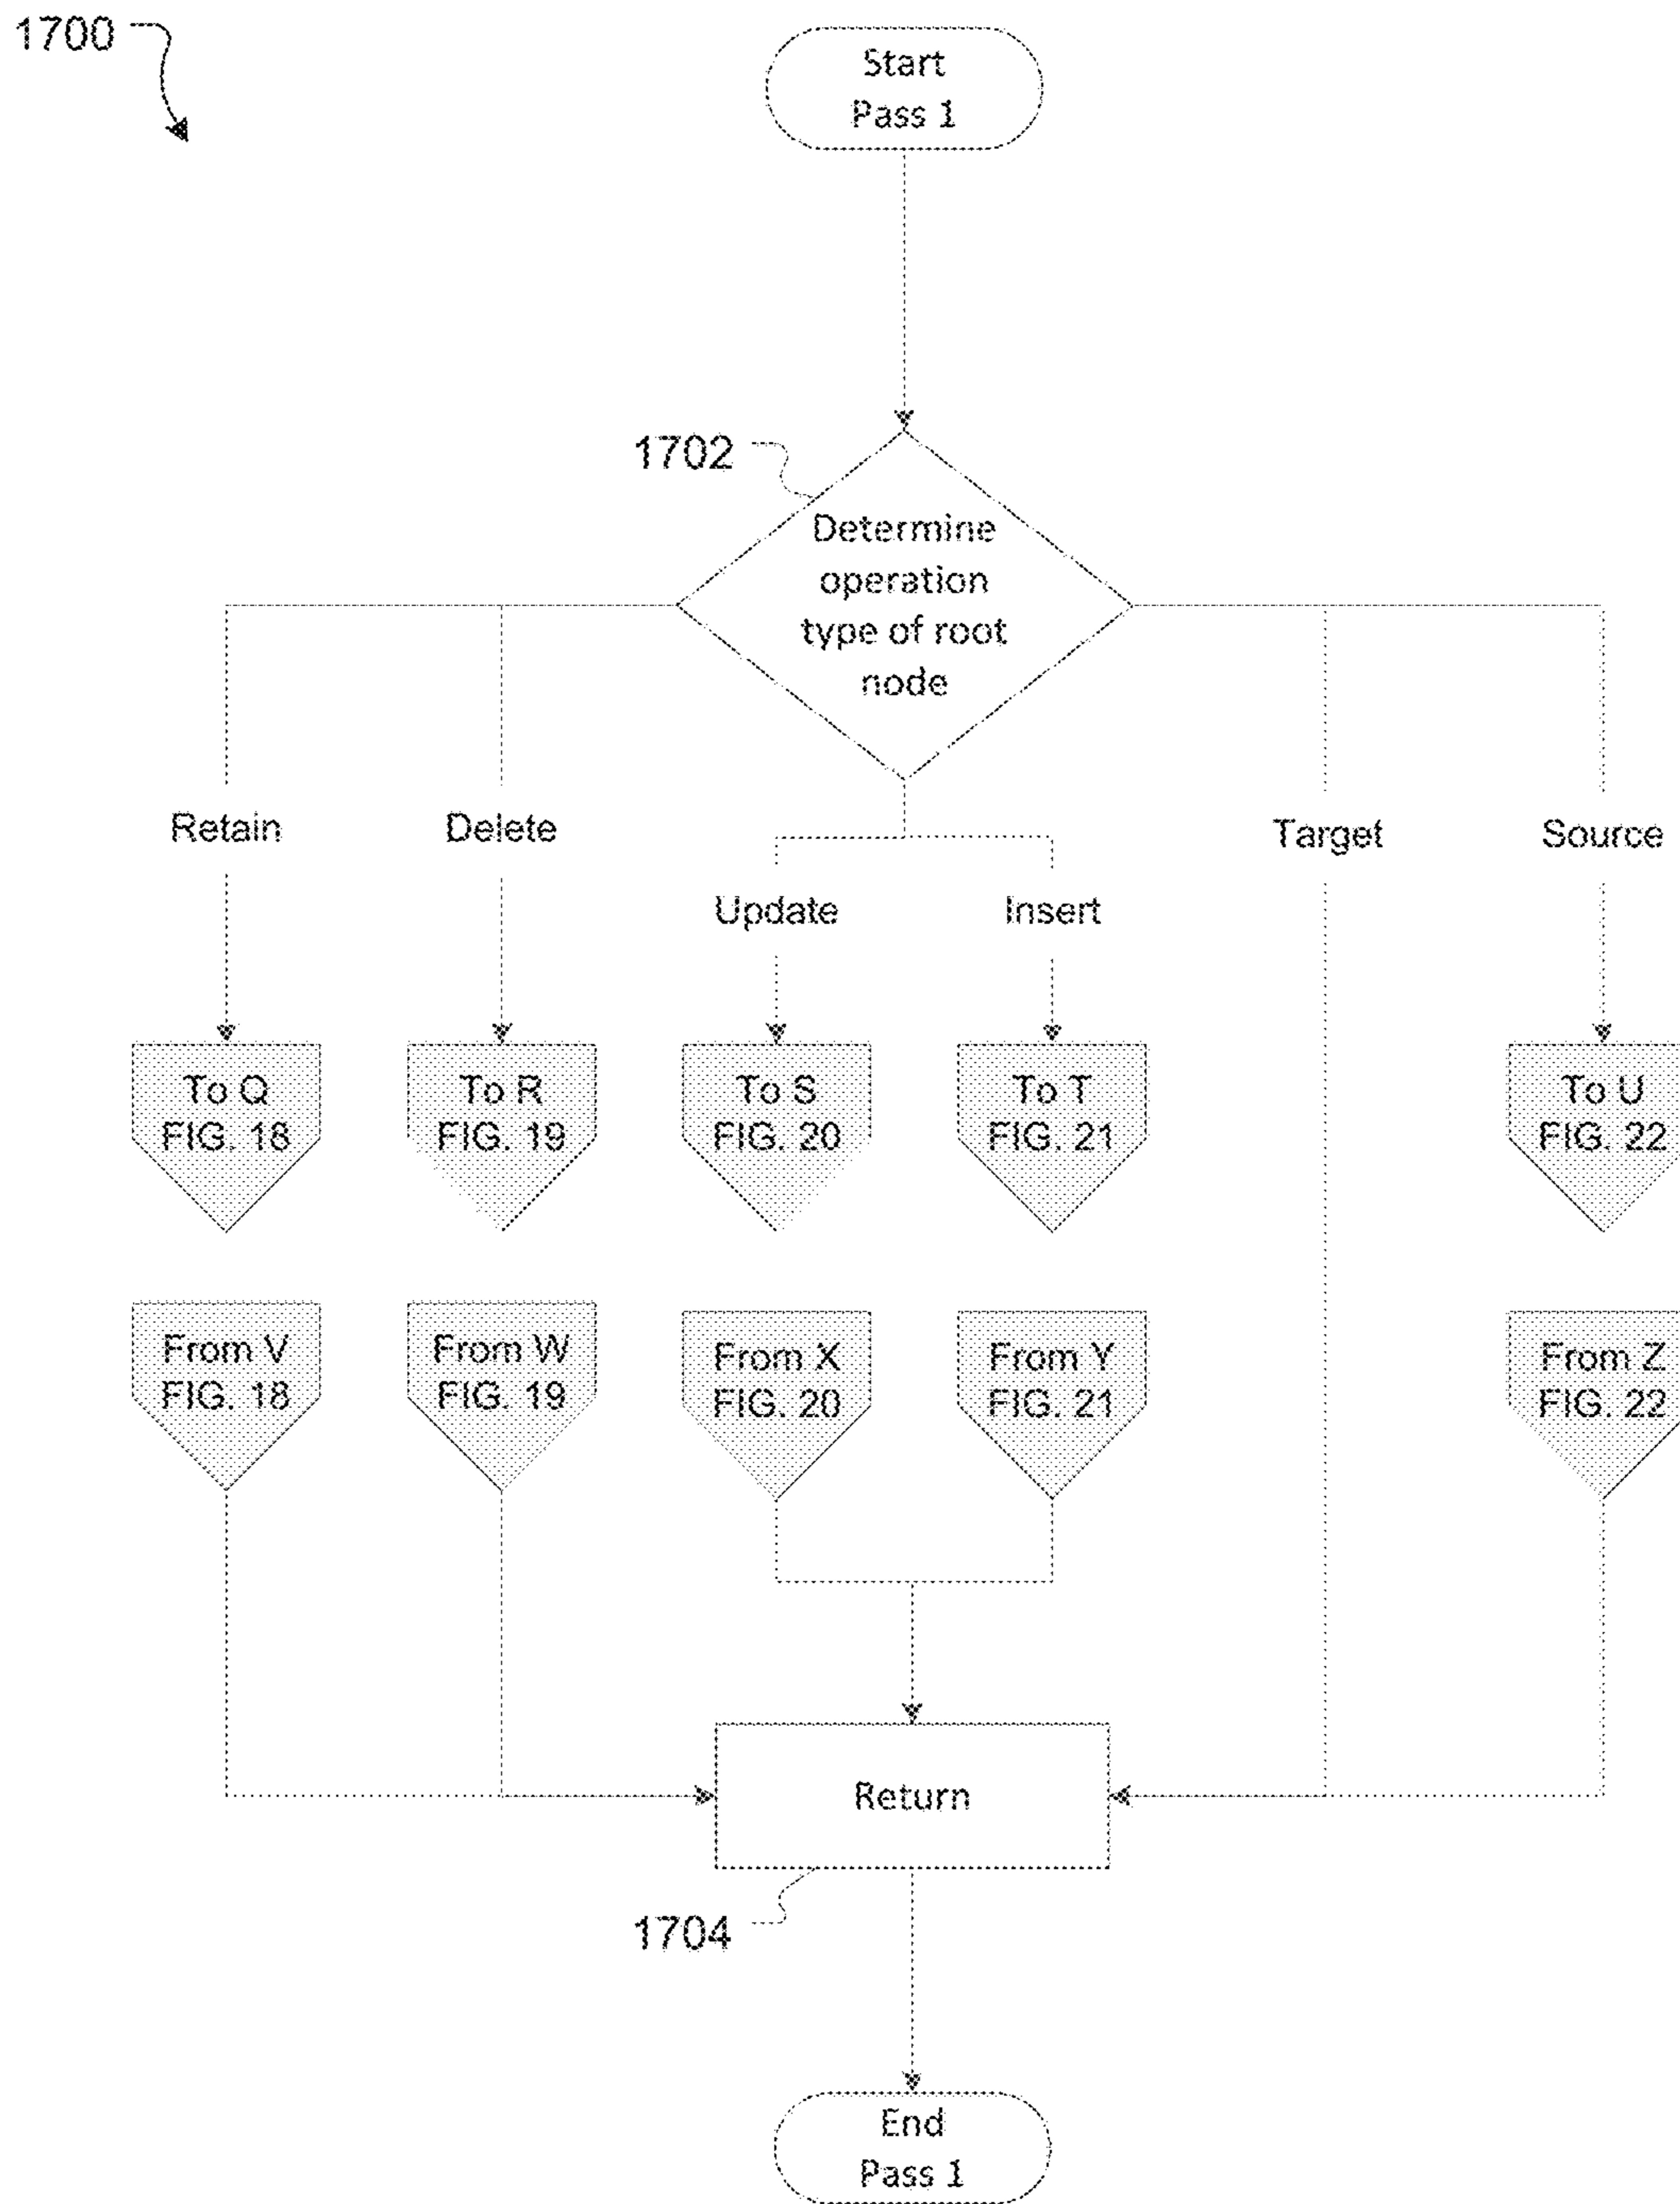 1700
Start
Pass 1
1702
Determine
operation
type of root
node
Retain
Delete
Update
Insert
Target
Source
To Q
FIG. 18
To R
FIG. 19
To S
FIG. 20
To T
FIG. 21
To U
FIG. 22
From V
FIG. 18
From W
FIG. 19
From X
FIG. 20
From Y
FIG. 21
From Z
FIG. 22
Return
1704
End
Pass 1